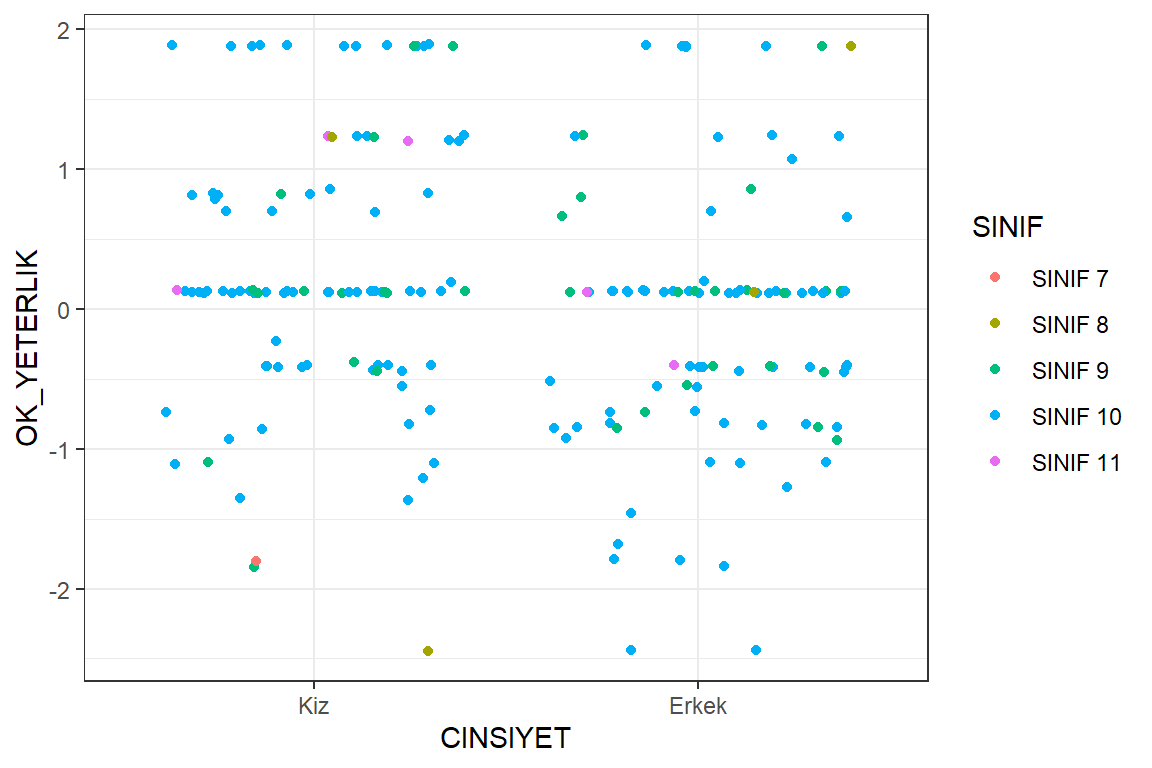 2
1
0
-1
-2
OK_YETERLIK
Kiz
Erkek
CINSIYET
SINIF
SINIF 7
SINIF 8
SINIF 9
SINIF 10
SINIF 11